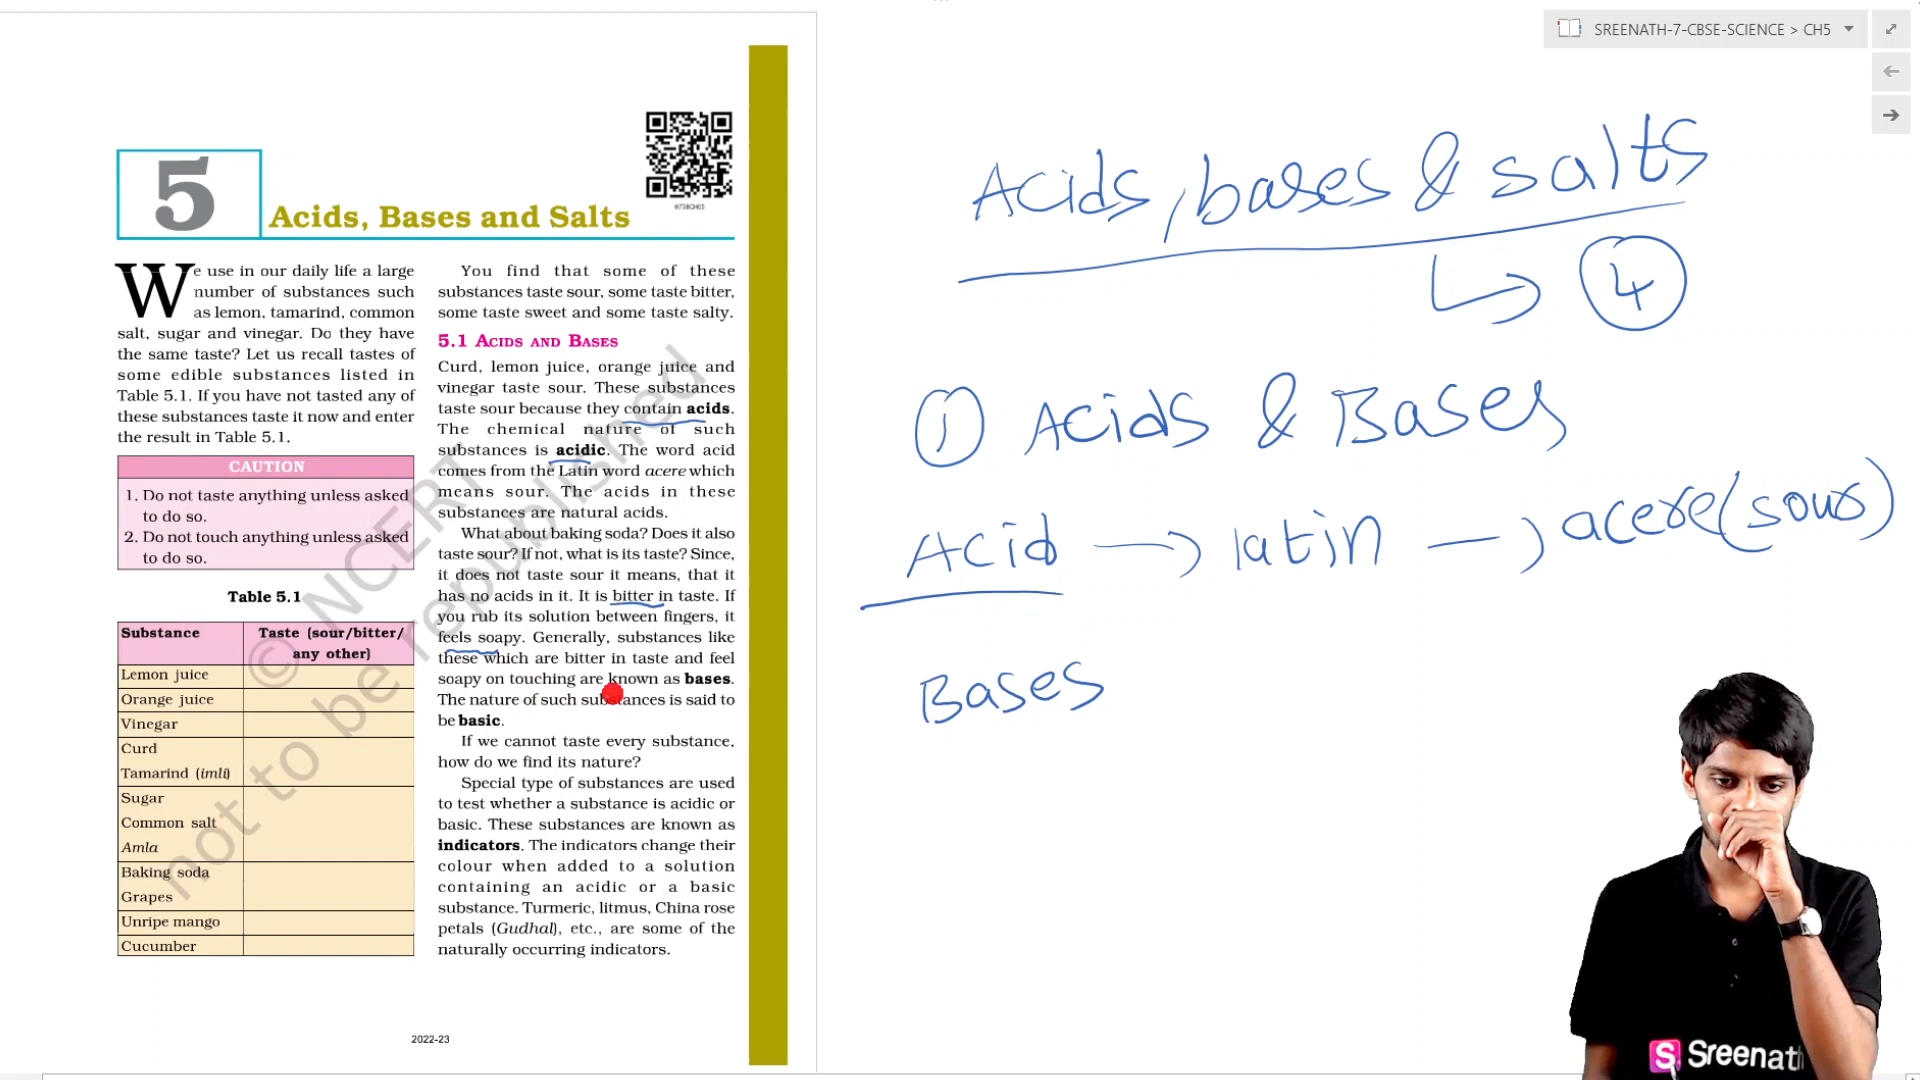 SREENATH-7-CBSE-SCIENCE > CH5
5
Acids, Bases and Salts
We use in our daily life a large
number of substances such
as lemon, tamarind, common
salt, sugar and vinegar. Do they have
the same taste? Let us recall tastes of
some edible substances listed in
Table 5.1. If you have not tasted any of
these substances taste it now and enter
the result in Table 5.1.
CAUTION
1. Do not taste anything unless asked
to do so.
2. Do not touch anything unless asked
to do so.
Table 5.1
Substance Taste (sour/bitter/
any other)
Lemon juice
Orange juice
Vinegar
Curd
Tamarind (imli)
Sugar
Common salt
Amla
Baking soda
Grapes
Unripe mango
Cucumber
You find that some of these
substances taste sour, some taste bitter,
some taste sweet and some taste salty.
5.1 ACIDS AND BASES
Curd, lemon juice, orange juice and
vinegar taste sour. These substances
taste sour because they contain acids.
The chemical nature of such
substances is acidic. The word acid
comes from the Latin word acere which
means sour. The acids in these
substances are natural acids.
What about baking soda? Does it also
taste sour? If not, what is its taste? Since,
it does not taste sour it means, that it
has no acids in it. It is bitter in taste. If
you rub its solution between fingers, it
feels soapy. Generally, substances like
these which are bitter in taste and feel
soapy on touching are known as bases.
The nature of such substances is said to
be basic.
If we cannot taste every substance,
how do we find its nature?
Special type of substances are used
to test whether a substance is acidic or
basic. These substances are known as
indicators. The indicators change their
colour when added to a solution
containing an acidic or a basic
substance. Turmeric, litmus, China rose
petals (Gudhal), etc., are some of the
naturally occurring indicators.
© NCERT
not to be republished
2022-23
Acids, bases & salts
4
1 Acids & Bases
Acid → latin → acere (sour)
Bases
S Sreenath